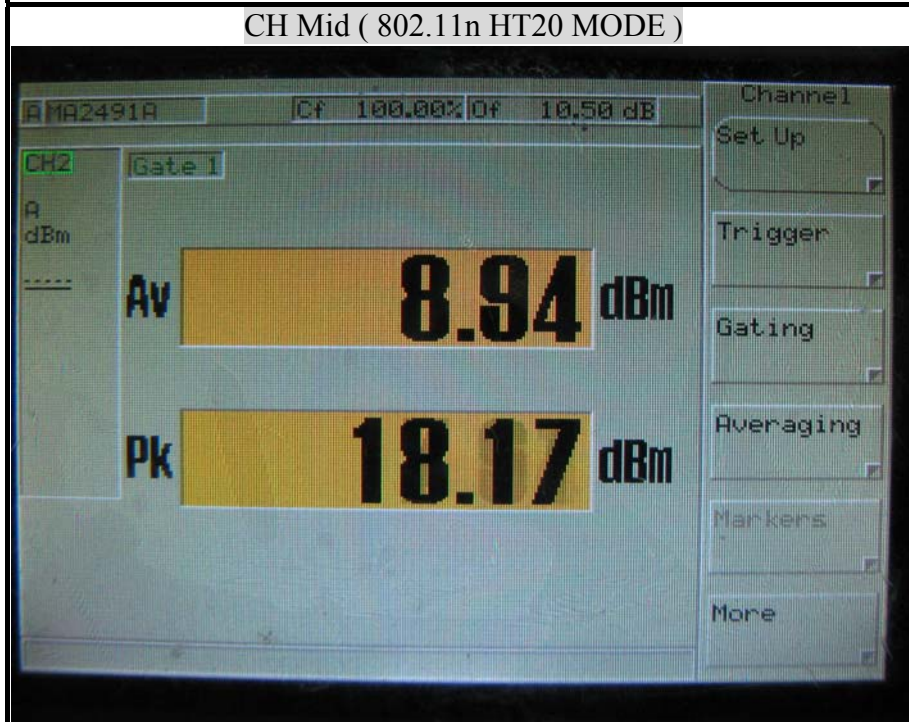 CH Mid ( 802.11n HT20 MODE )
A MA2491A Cf 100.00% Of 10.50 dB
CH2 Gate 1
A
dBm
-----
Av 8.94 dBm
Pk 18.17 dBm
Channel
Set Up
Trigger
Gating
Averaging
Markers
More